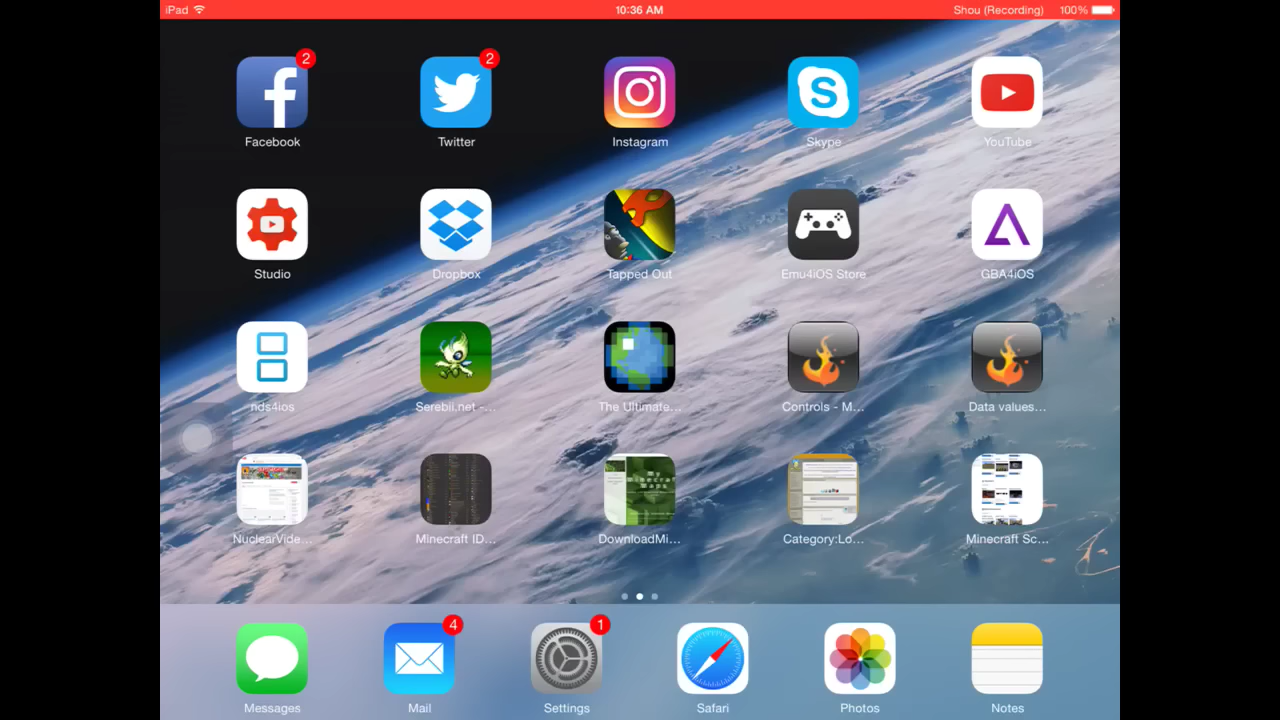 iPad 10:36 AM Shou (Recording) 100%
2 2
Facebook Twitter Instagram Skype YouTube
Studio Dropbox Tapped Out Emu4iOS Store GBA4iOS
nds4ios Serebii.net -... The Ultimate... Controls - M... Data values...
NuclearVide... Minecraft ID... DownloadMi... Category:Lo... Minecraft Sc...
4 1
Messages Mail Settings Safari Photos Notes